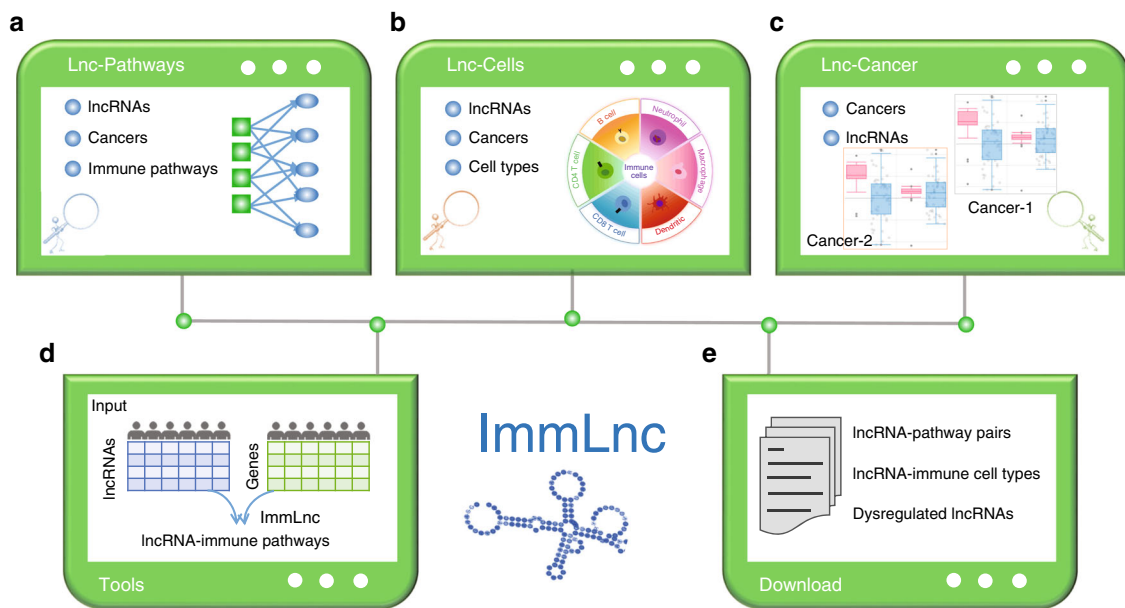 a
Lnc-Pathways
lncRNAs
Cancers
Immune pathways
b
Lnc-Cells
lncRNAs
Cancers
Cell types
B cell
Neutrophil
CD4 T cell
Immune
cells
Macrophage
CD8 T cell
Dendritic
c
Lnc-Cancer
Cancers
lncRNAs
Cancer-1
Cancer-2
d
Input
lncRNAs
Genes
ImmLnc
lncRNA-immune pathways
Tools
ImmLnc
e
lncRNA-pathway pairs
lncRNA-immune cell types
Dysregulated lncRNAs
Download